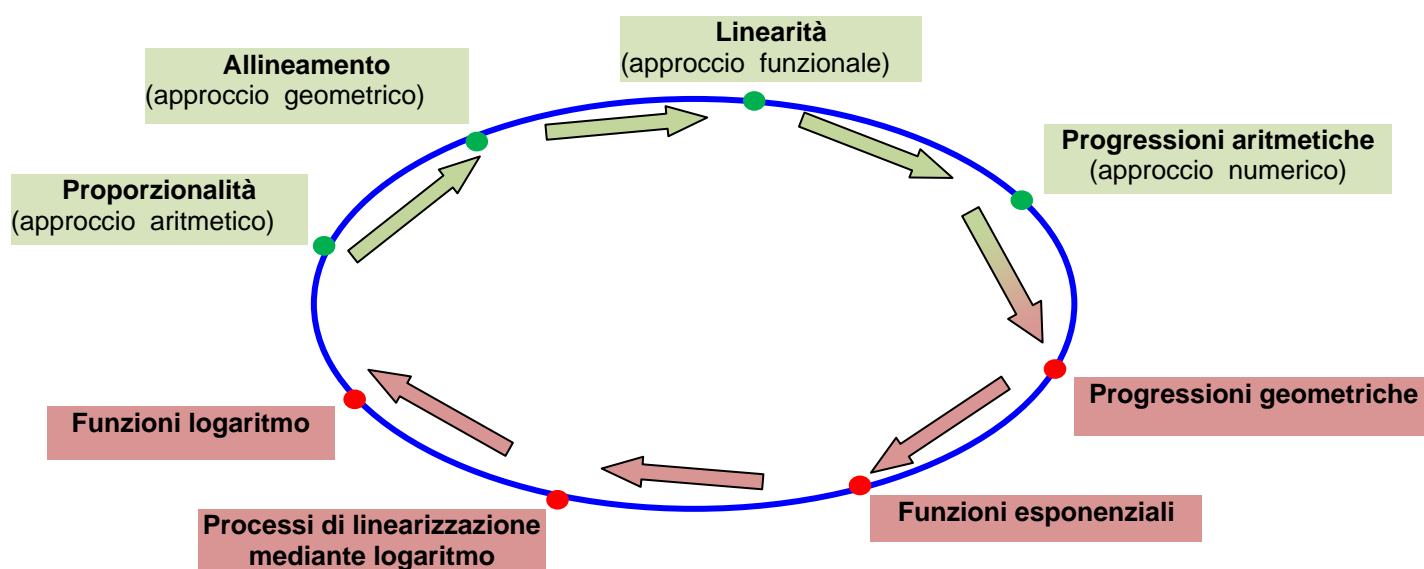 Linearità
(approccio funzionale)
Allineamento
(approccio geometrico)
Progressioni aritmetiche
(approccio numerico)
Proporzionalità
(approccio aritmetico)
Progressioni geometriche
Funzioni logaritmo
Funzioni esponenziali
Processi di linearizzazione
mediante logaritmo